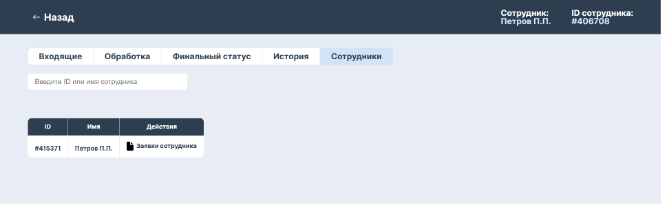 ← Назад
Сотрудник:
Петров П.П.
ID сотрудника:
#406708
Входящие Обработка Финальный статус История Сотрудники
Введите ID или имя сотрудника
ID Имя Действия
#415371 Петров П.П. Заявки сотрудника